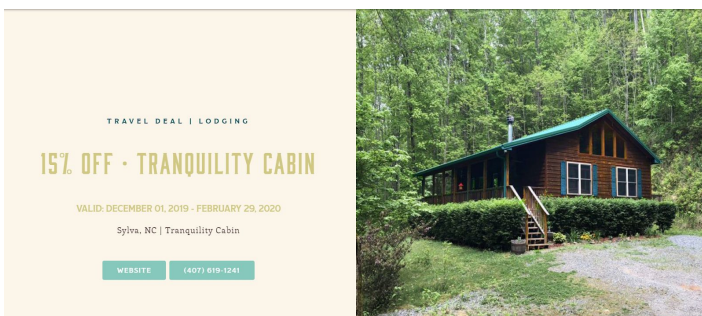 TRAVEL DEAL | LODGING
15% OFF • TRANQUILITY CABIN
VALID: DECEMBER 01, 2019 - FEBRUARY 29, 2020
Sylva, NC | Tranquility Cabin
WEBSITE (407) 619-1241